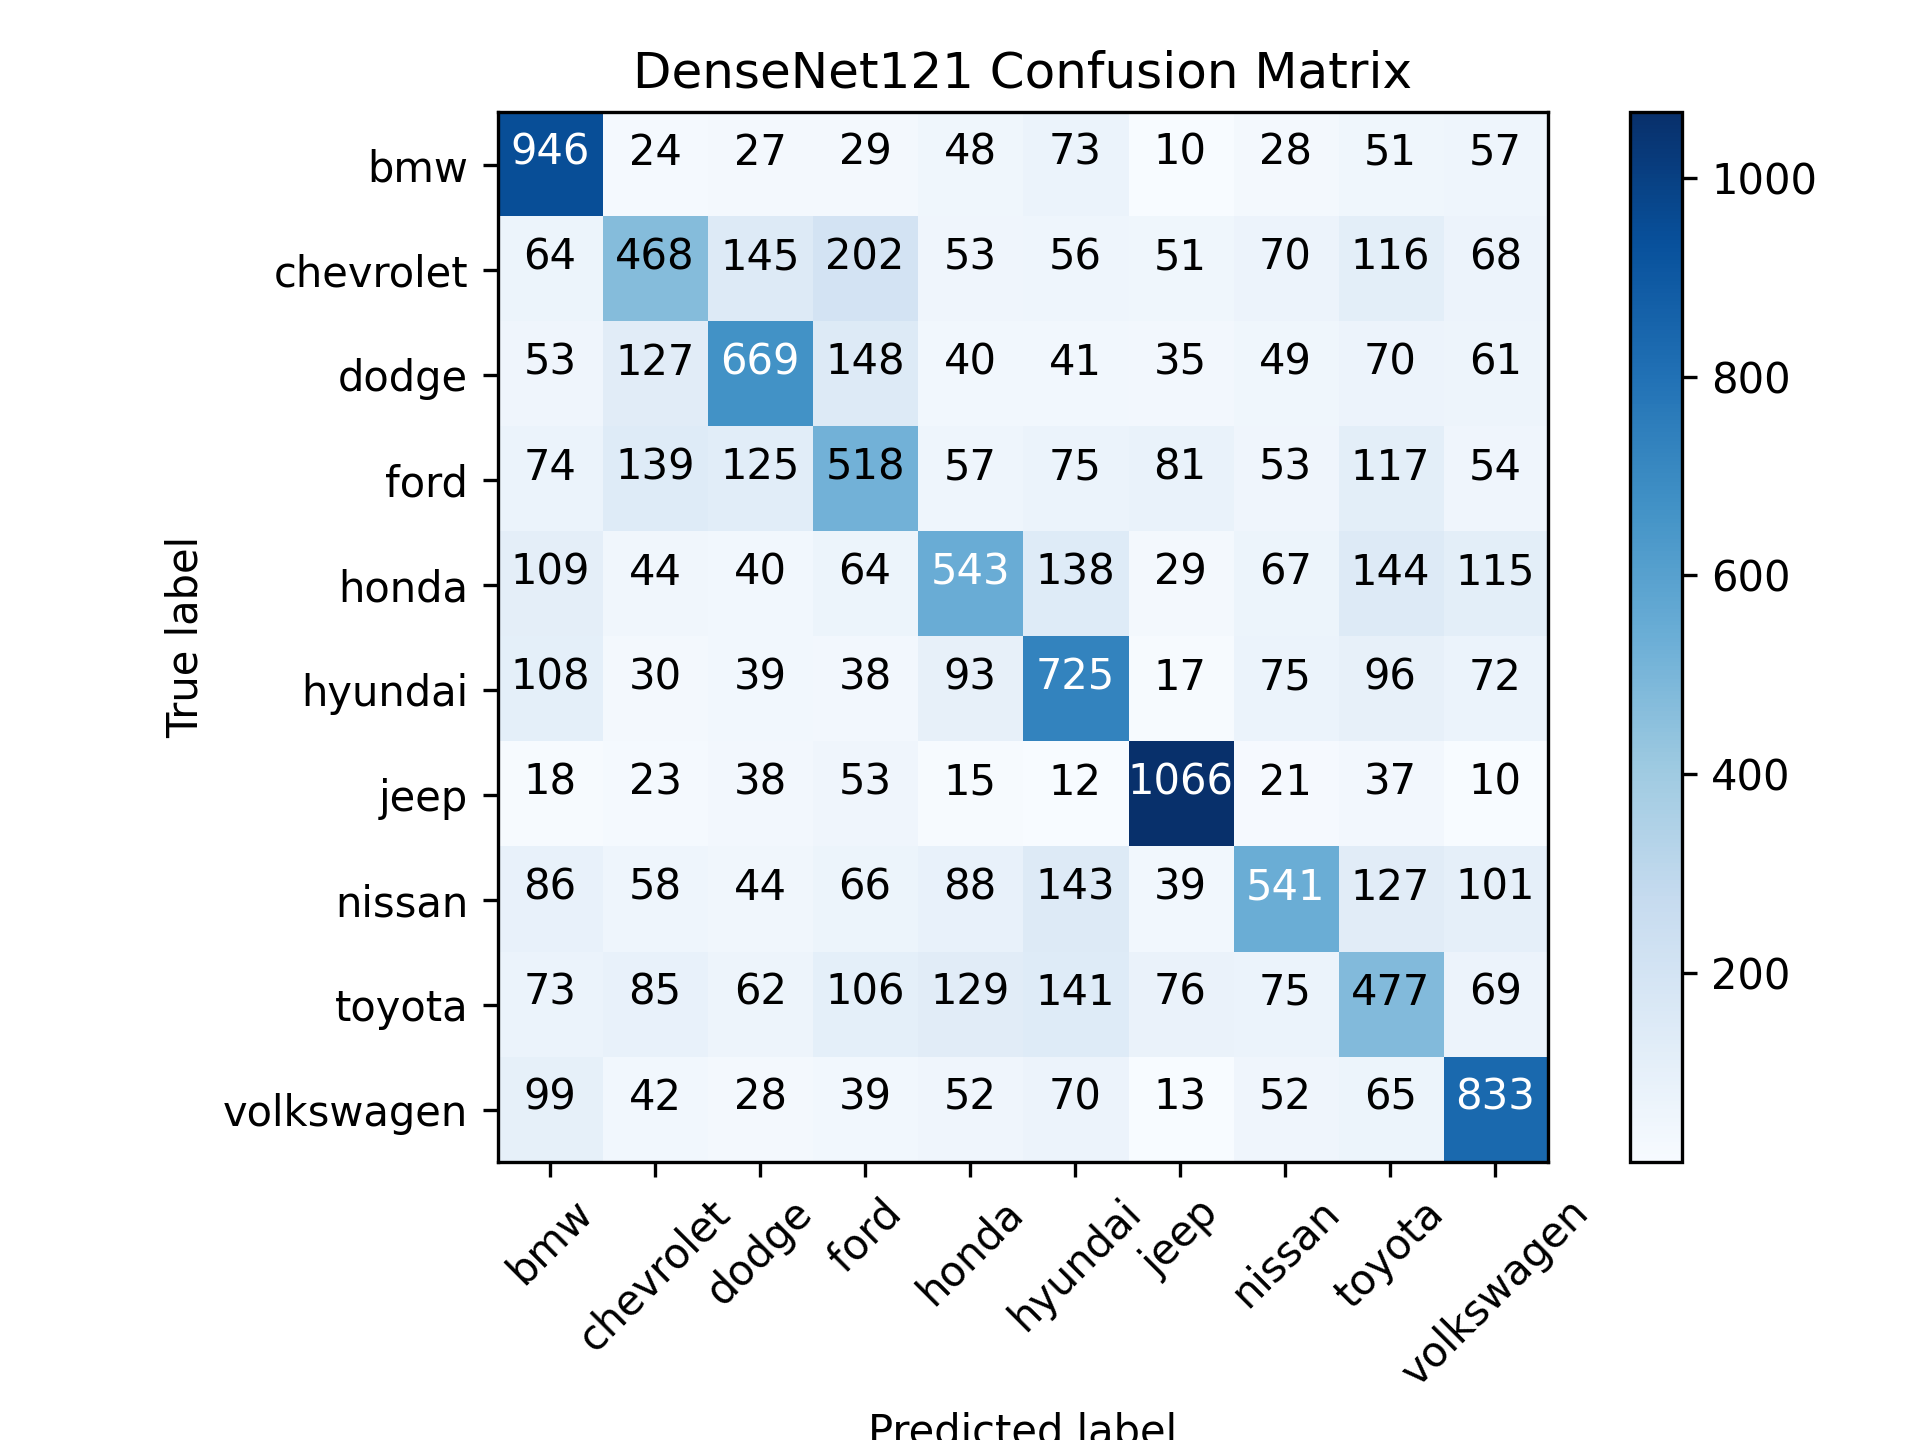 DenseNet121 Confusion Matrix
bmw 946 24 27 29 48 73 10 28 51 57
chevrolet 64 468 145 202 53 56 51 70 116 68
dodge 53 127 669 148 40 41 35 49 70 61
ford 74 139 125 518 57 75 81 53 117 54
honda 109 44 40 64 543 138 29 67 144 115
hyundai 108 30 39 38 93 725 17 75 96 72
jeep 18 23 38 53 15 12 1066 21 37 10
nissan 86 58 44 66 88 143 39 541 127 101
toyota 73 85 62 106 129 141 76 75 477 69
volkswagen 99 42 28 39 52 70 13 52 65 833
True label
bmw chevrolet dodge ford honda hyundai jeep nissan toyota volkswagen
Predicted label
1000
800
600
400
200